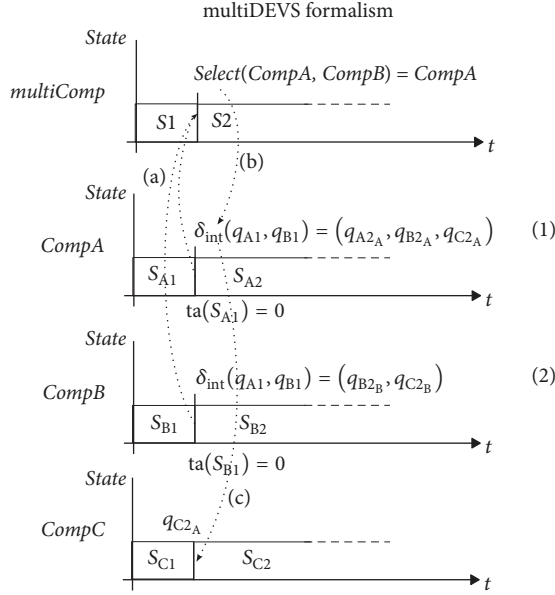 multiDEVS formalism
State
Select(CompA, CompB) = CompA
multiComp
S1 S2
t
(a) (b)
State
δint(qA1, qB1) = (qA2A, qB2A, qC2A) (1)
CompA
SA1 SA2
t
ta(SA1) = 0
State
δint(qA1, qB1) = (qB2B, qC2B) (2)
CompB
SB1 SB2
t
ta(SB1) = 0
State
(c)
qC2A
CompC
SC1 SC2
t